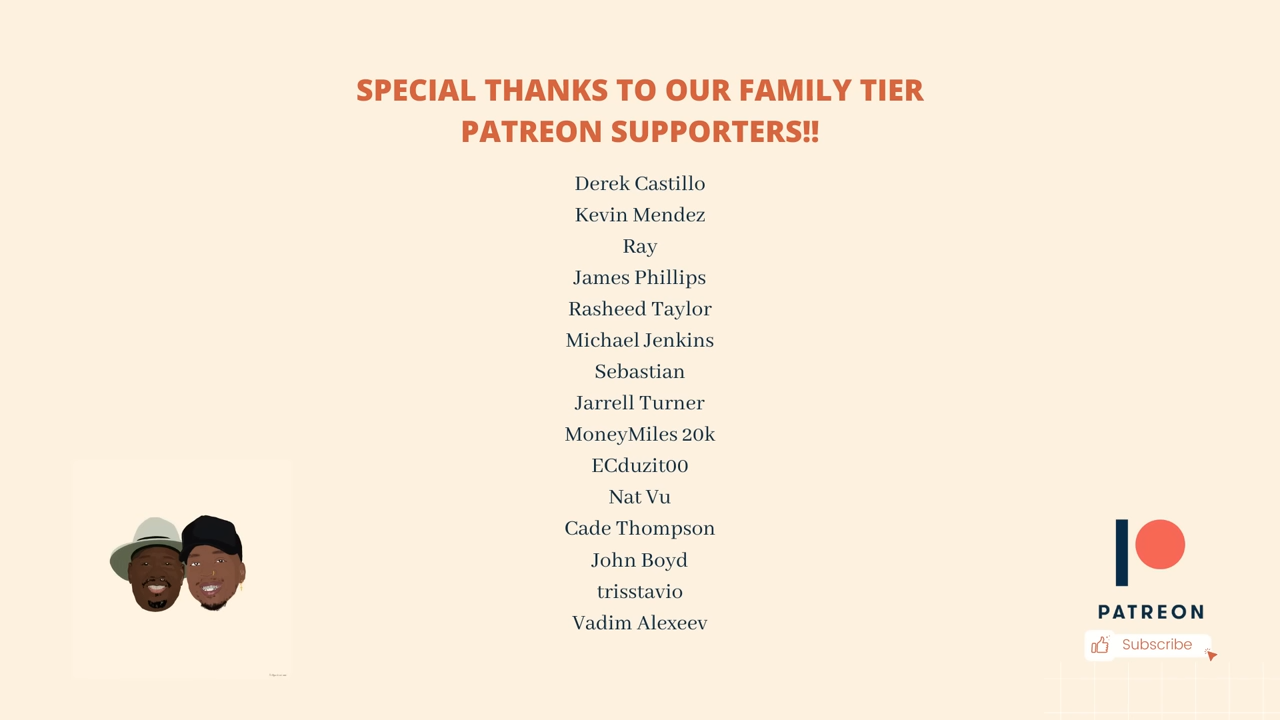 SPECIAL THANKS TO OUR FAMILY TIER
PATREON SUPPORTERS!!
Derek Castillo
Kevin Mendez
Ray
James Phillips
Rasheed Taylor
Michael Jenkins
Sebastian
Jarrell Turner
MoneyMiles 20k
ECduzit00
Nat Vu
Cade Thompson
John Boyd
trisstavio
Vadim Alexeev
PATREON
Subscribe